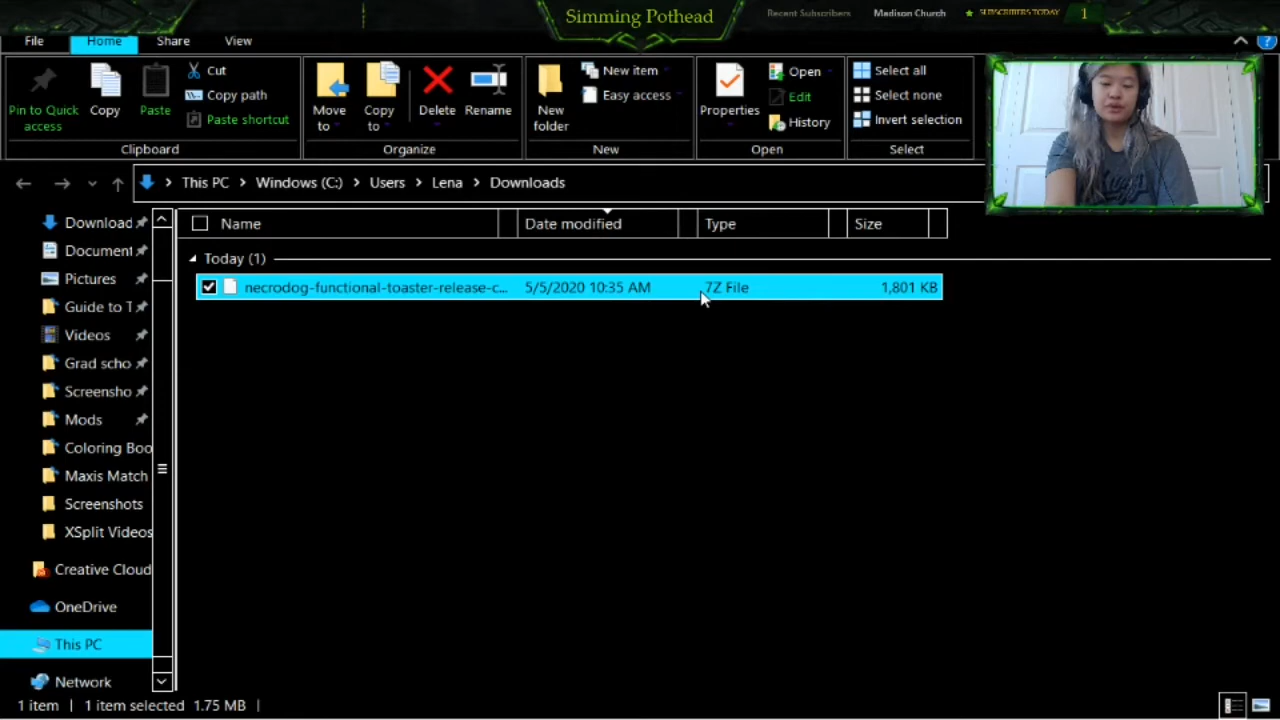 Simming Pothead
Recent Subscribers
Madison Church
SUBSCRIBERS TODAY
1
File
Home
Share
View
Pin to Quick
access
Copy
Paste
Cut
Copy path
Paste shortcut
Clipboard
Move
to
Copy
to
Delete
Rename
Organize
New
folder
New item
Easy access
New
Properties
Open
Edit
History
Open
Select all
Select none
Invert selection
Select
This PC > Windows (C:) > Users > Lena > Downloads
Name
Date modified
Type
Size
Today (1)
necrodog-functional-toaster-release-c...
5/5/2020 10:35 AM
7Z File
1,801 KB
Download
Document
Pictures
Guide to T
Videos
Grad scho
Screensho
Mods
Coloring Boo
Maxis Match
Screenshots
XSplit Videos
Creative Cloud
OneDrive
This PC
Network
1 item
1 item selected 1.75 MB